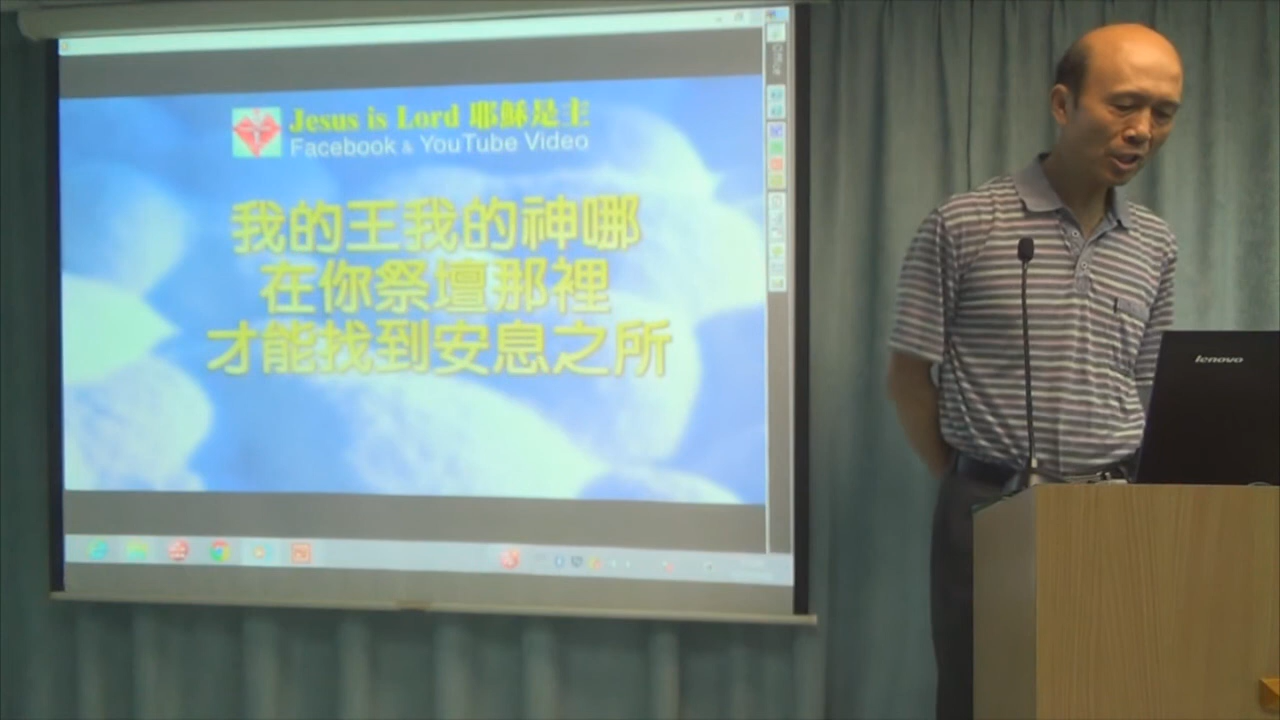 Jesus is Lord 耶穌是主
Facebook & YouTube Video
我的王我的神哪
在你祭壇那裡
才能找到安息之所
Office
lenovo